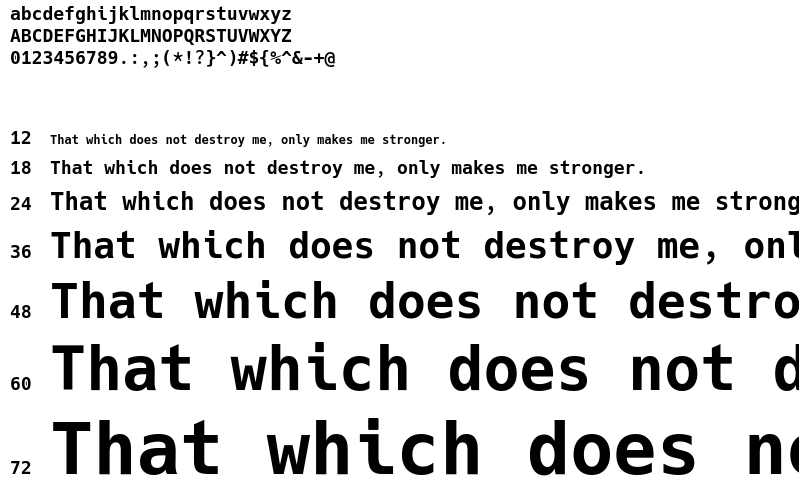 abcdefghijklmnopqrstuvwxyz
ABCDEFGHIJKLMNOPQRSTUVWXYZ
0123456789.:,;(*!?}^)#${%^&-+@
12 That which does not destroy me, only makes me stronger.
18 That which does not destroy me, only makes me stronger.
24 That which does not destroy me, only makes me strong
36 That which does not destroy me, onl
48 That which does not destro
60 That which does not d
72 That which does no